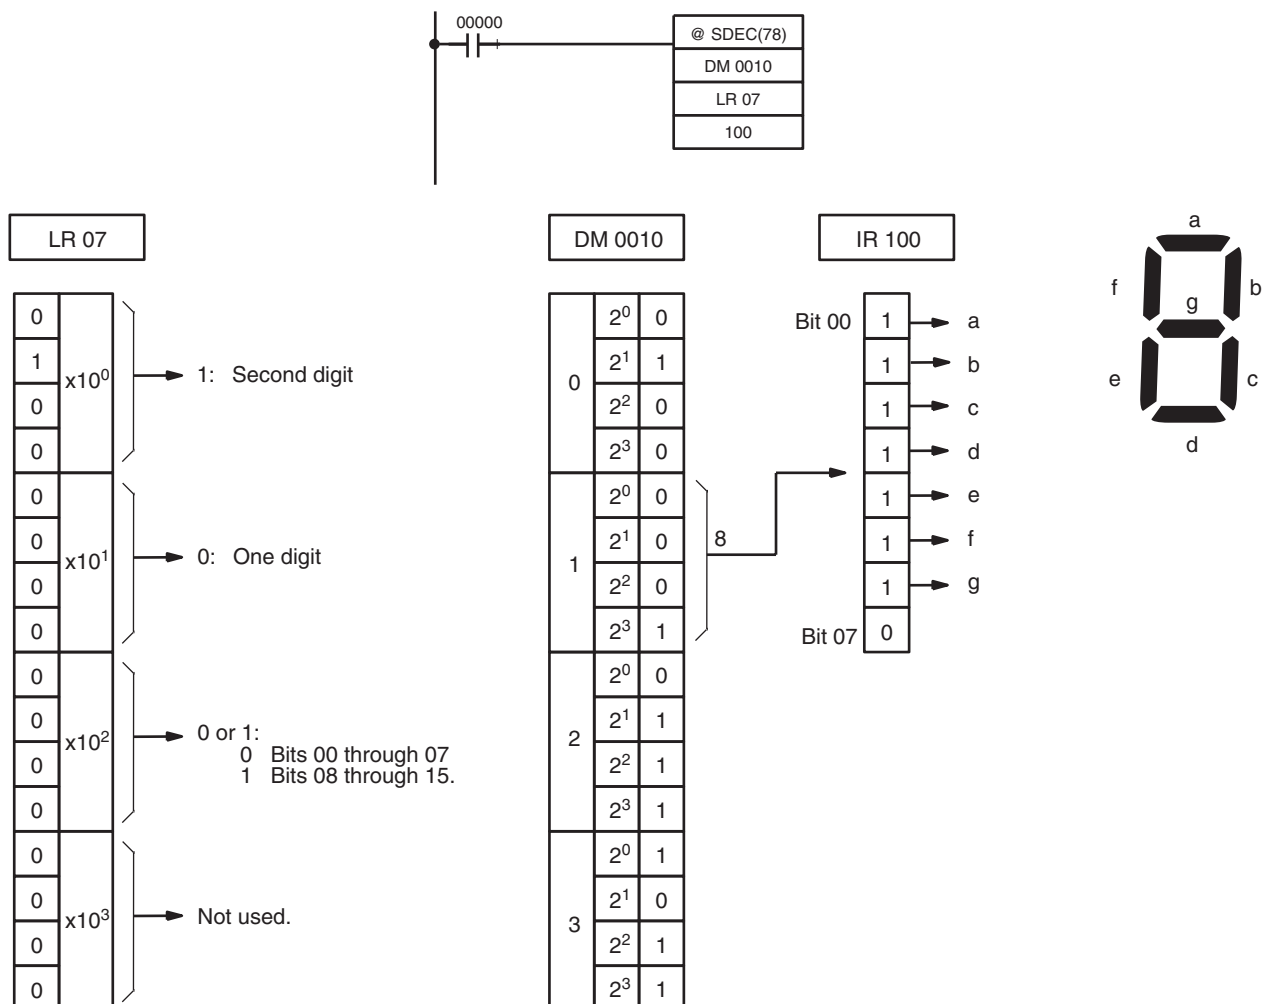 00000
@ SDEC(78)
DM 0010
LR 07
100
LR 07
0
1
0
0
x10⁰
1: Second digit
0
0
0
0
x10¹
0: One digit
0
0
0
0
x10²
0 or 1:
0 Bits 00 through 07
1 Bits 08 through 15.
0
0
0
0
x10³
Not used.
DM 0010
0
2⁰ 0
2¹ 1
2² 0
2³ 0
1
2⁰ 0
2¹ 0
2² 0
2³ 1
8
2
2⁰ 0
2¹ 1
2² 1
2³ 1
3
2⁰ 1
2¹ 0
2² 1
2³ 1
IR 100
Bit 00 1 a
1 b
1 c
1 d
1 e
1 f
1 g
Bit 07 0
a
f b
g
e c
d